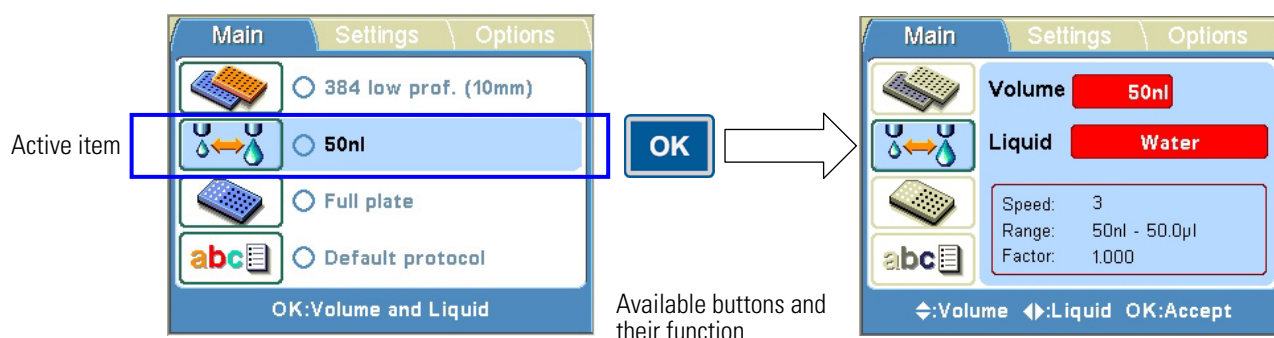 Main Settings Options
384 low prof. (10mm)
Active item
50nl
Full plate
abc Default protocol
OK:Volume and Liquid
OK
Available buttons and
their function
Main Settings Options
Volume 50nl
Liquid Water
Speed: 3
Range: 50nl - 50.0µl
Factor: 1.000
abc
:Volume :Liquid OK:Accept